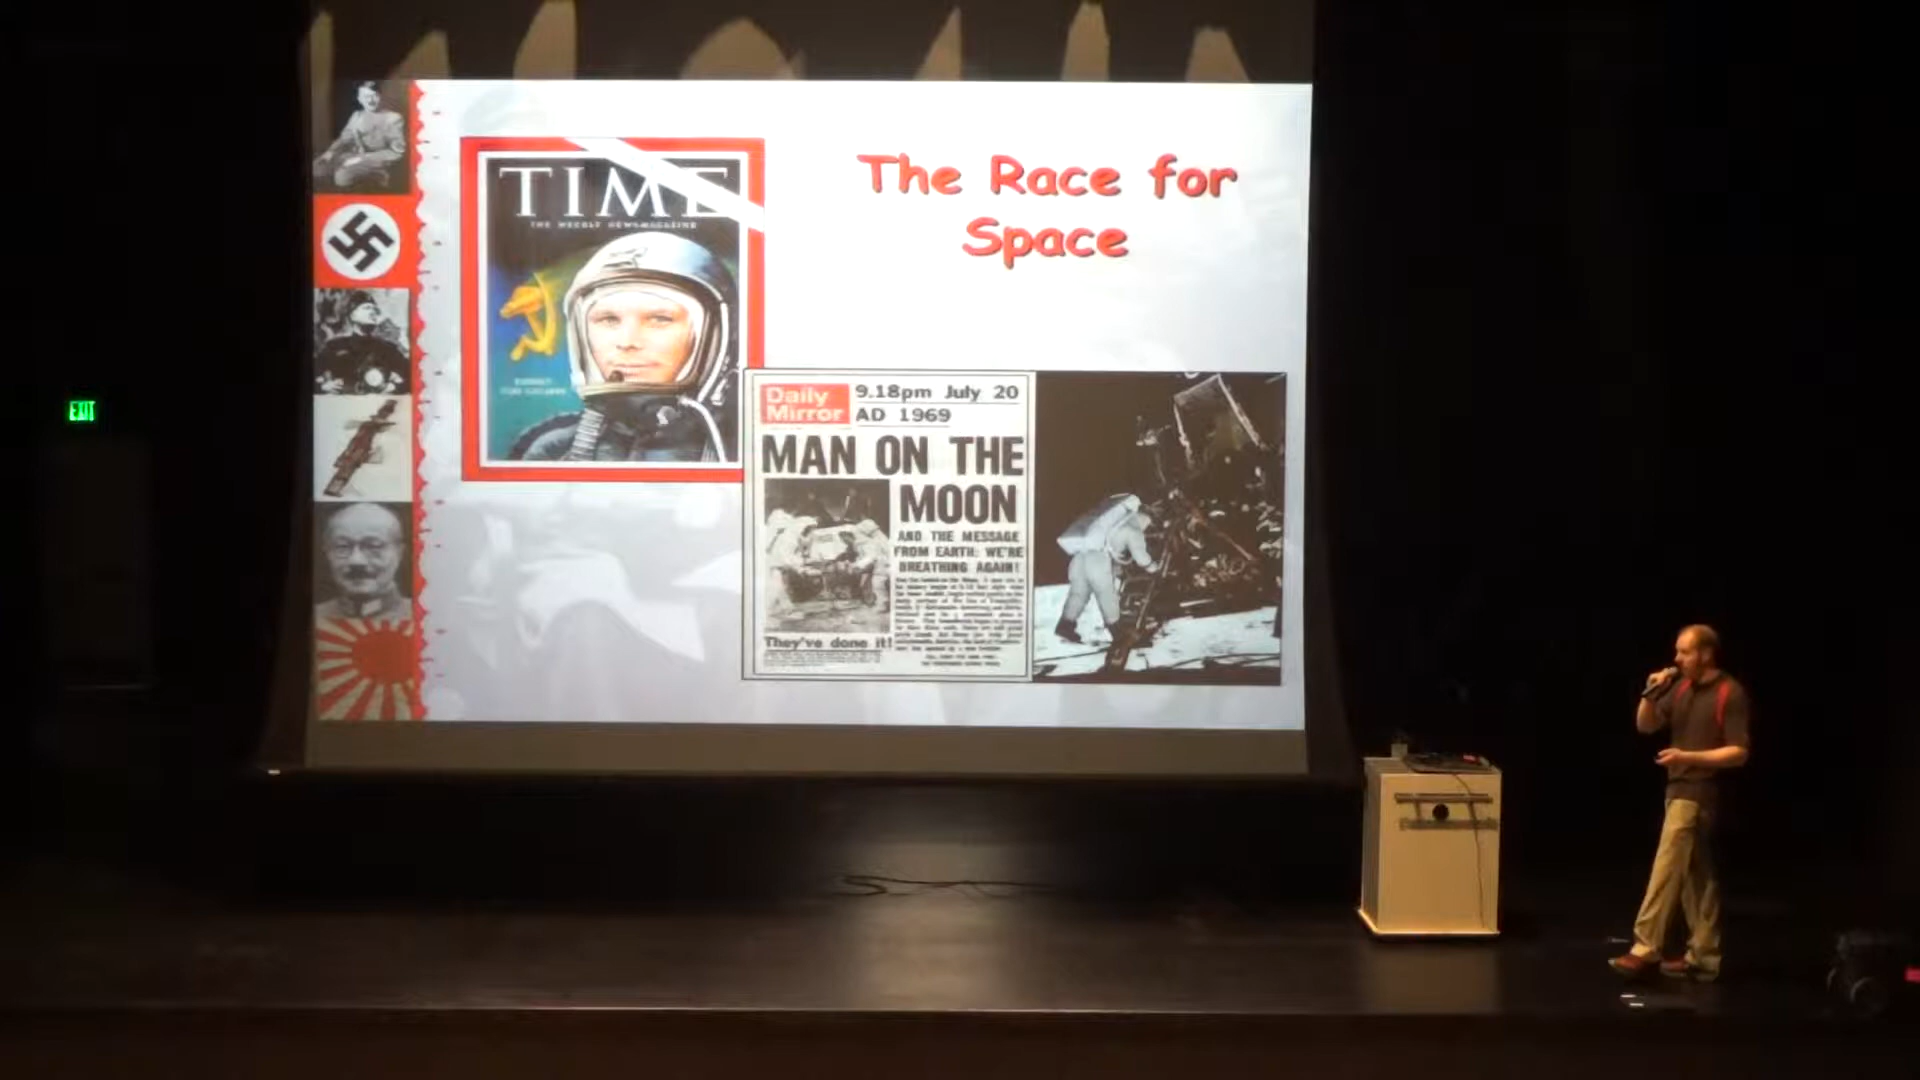 EXIT
TIME
THE WEEKLY NEWSMAGAZINE
The Race for
Space
Daily
Mirror
9.18pm July 20
AD 1969
MAN ON THE
MOON
AND THE MESSAGE
FROM EARTH: WE'RE
BREATHING AGAIN!
They've done it!